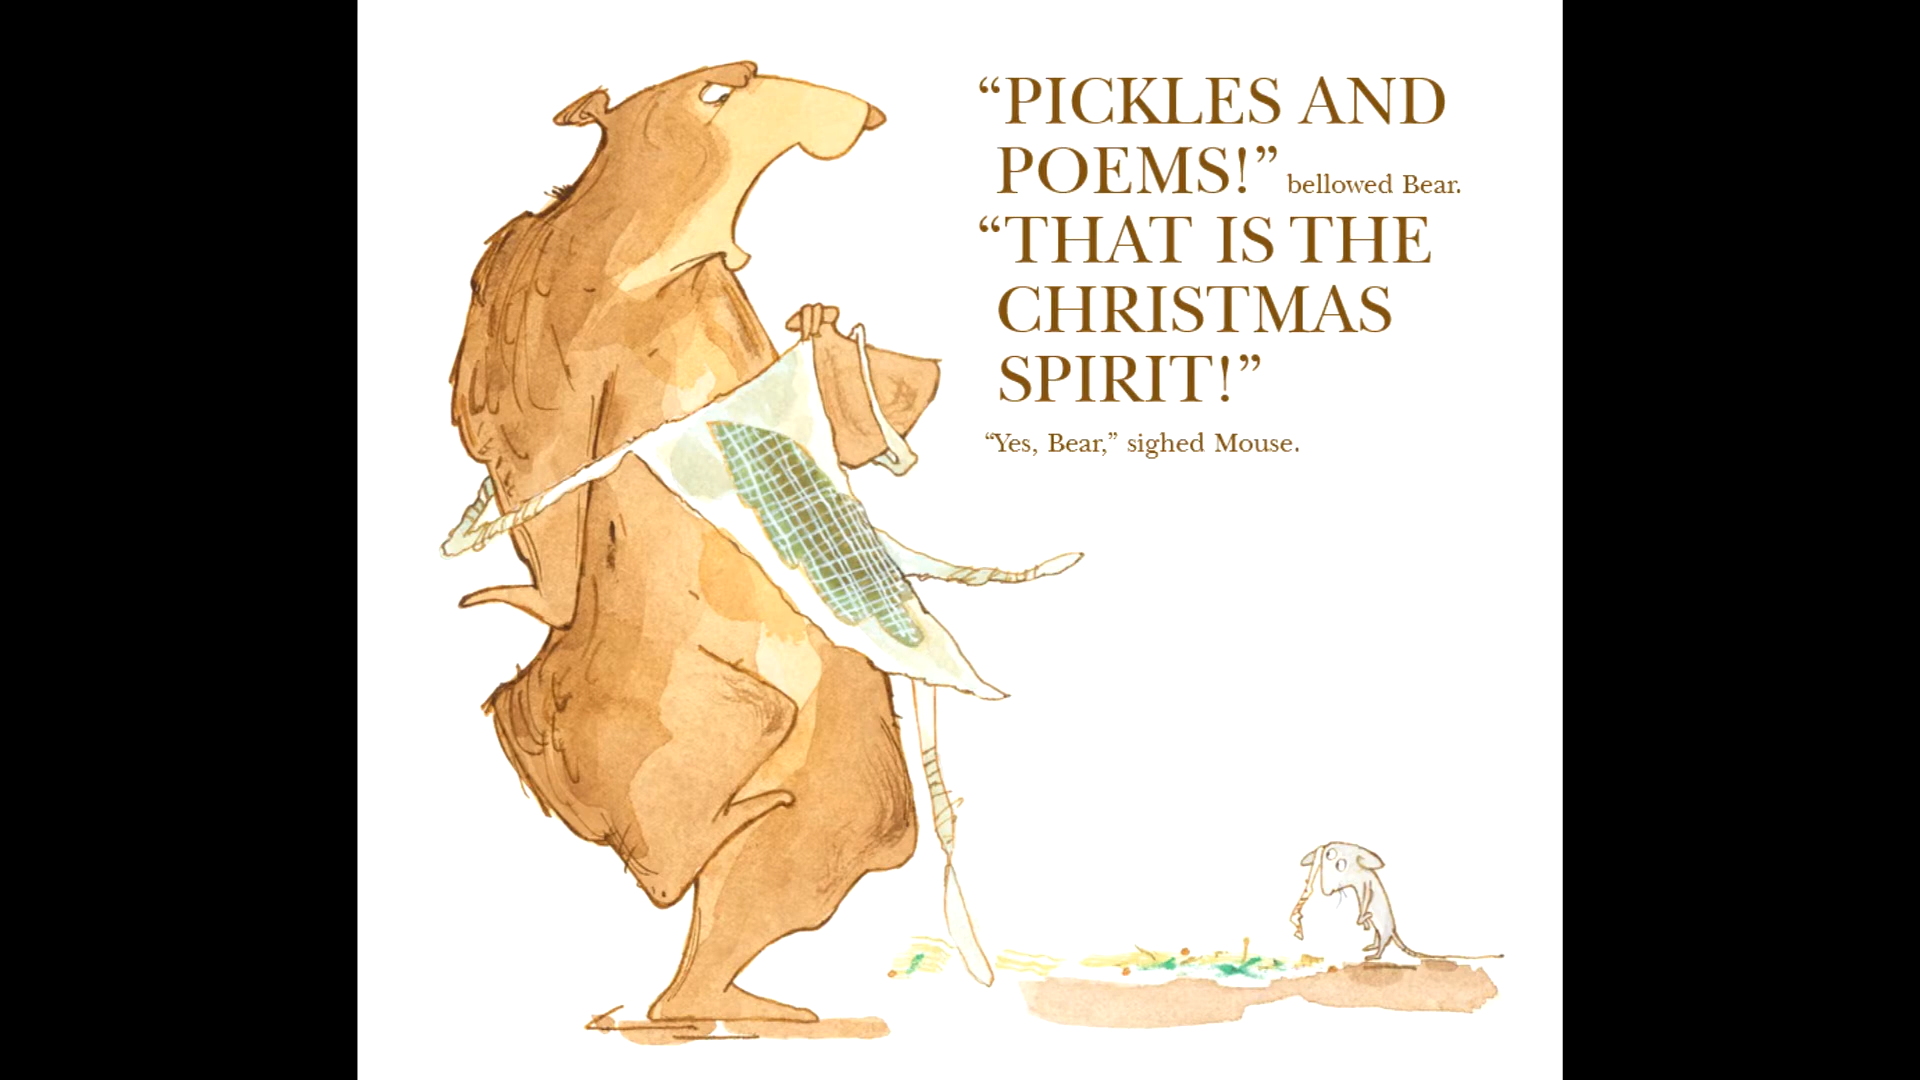 “PICKLES AND
POEMS!” bellowed Bear.
“THAT IS THE
CHRISTMAS
SPIRIT!”
“Yes, Bear,” sighed Mouse.